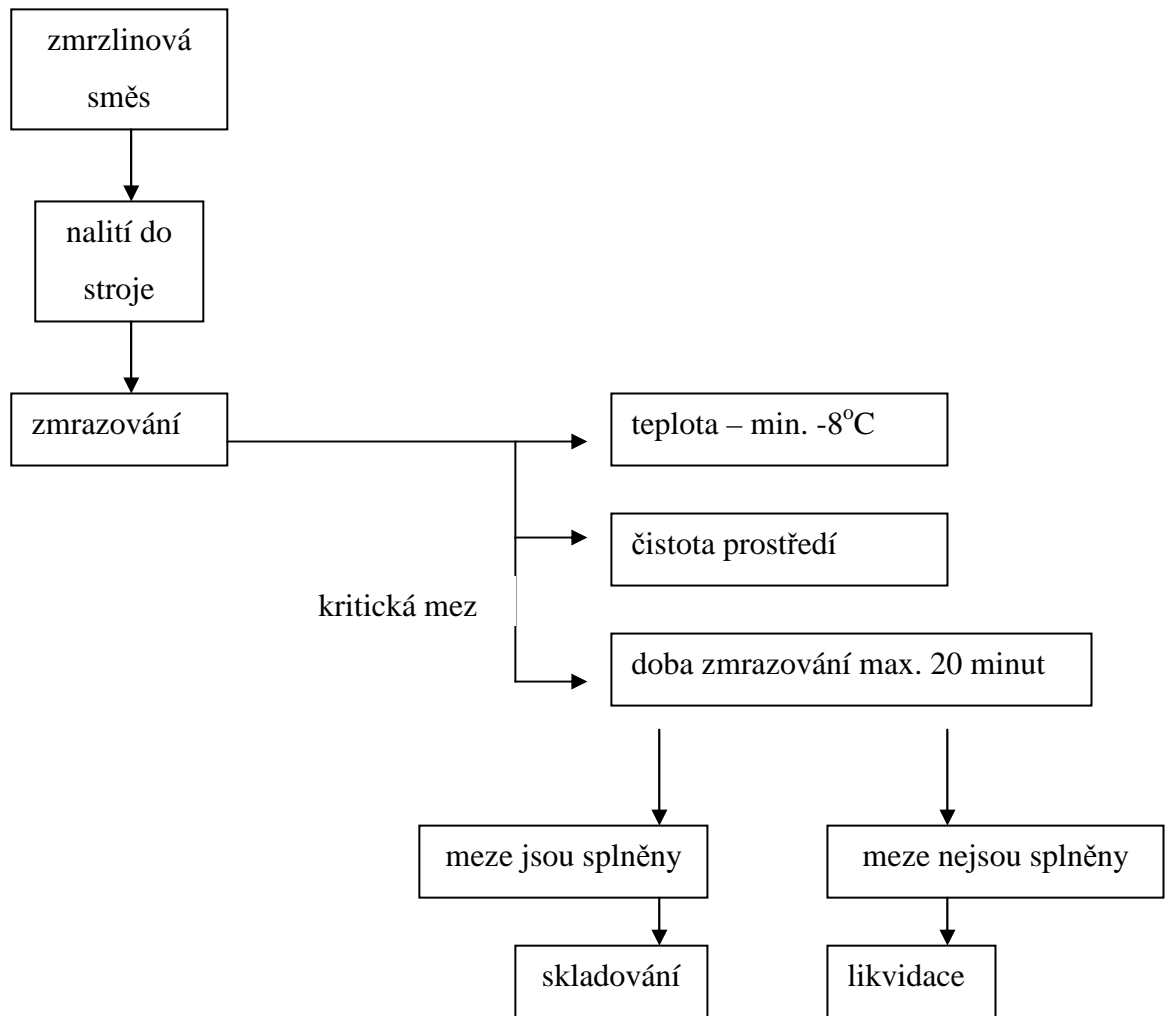 zmrzlinová
směs
nalití do
stroje
zmrazování
teplota – min. -8°C
čistota prostředí
kritická mez
doba zmrazování max. 20 minut
meze jsou splněny
meze nejsou splněny
skladování
likvidace